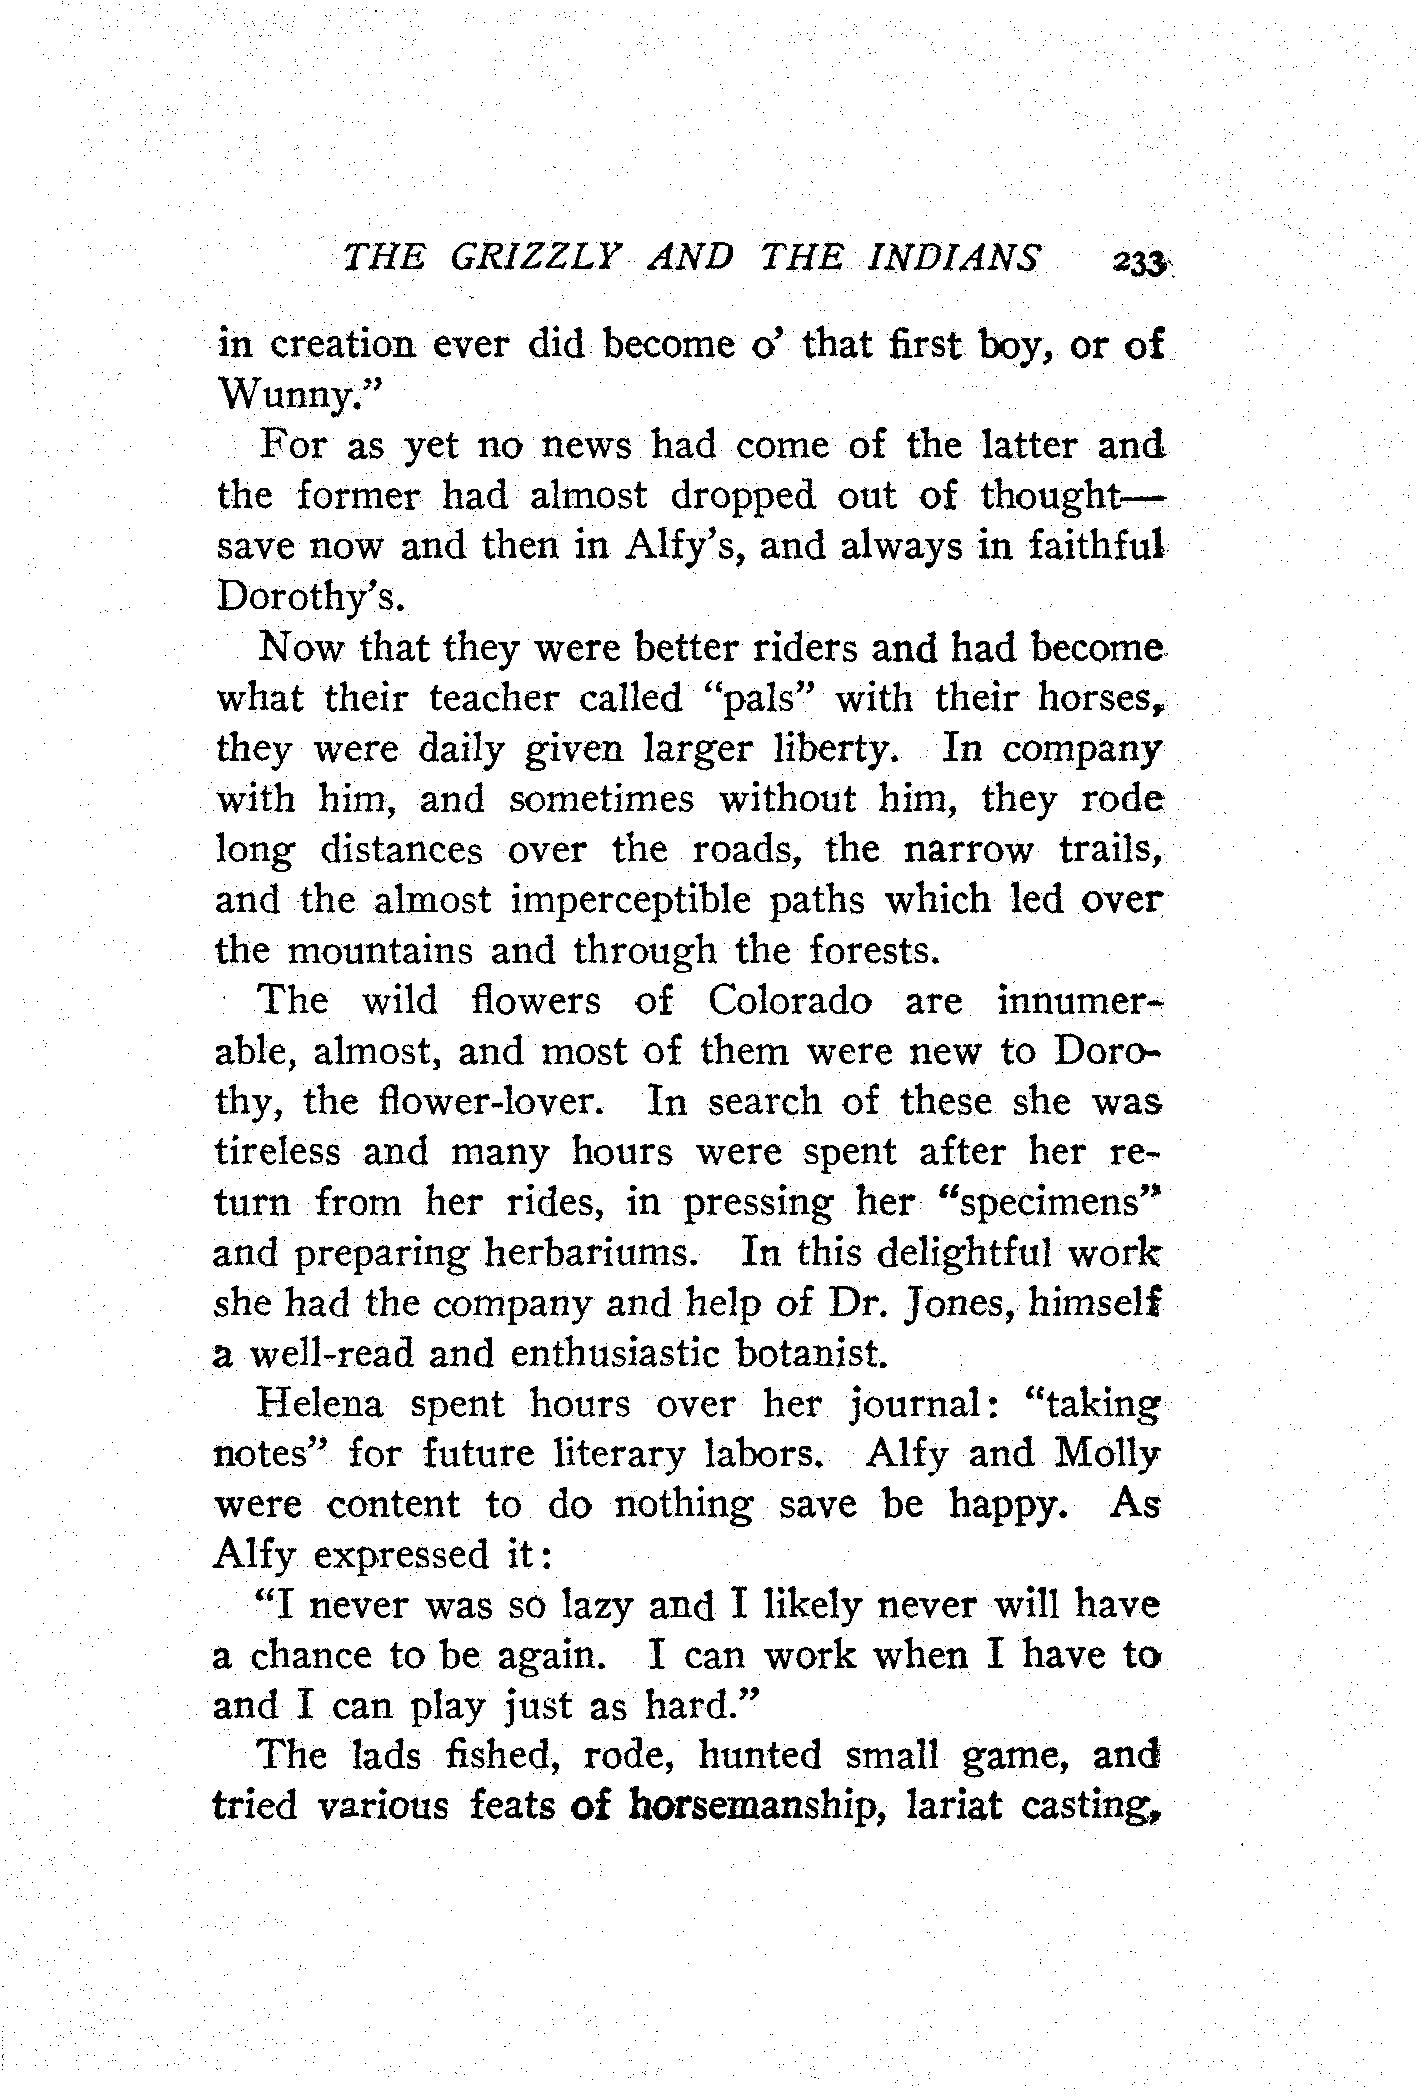 THE GRIZZLY AND THE INDIANS 233
in creation ever did become o' that first boy, or of
Wunny."
For as yet no news had come of the latter and
the former had almost dropped out of thought—
save now and then in Alfy's, and always in faithful
Dorothy's.
Now that they were better riders and had become
what their teacher called "pals" with their horses,
they were daily given larger liberty. In company
with him, and sometimes without him, they rode
long distances over the roads, the narrow trails,
and the almost imperceptible paths which led over
the mountains and through the forests.
The wild flowers of Colorado are innumer-
able, almost, and most of them were new to Doro-
thy, the flower-lover. In search of these she was
tireless and many hours were spent after her re-
turn from her rides, in pressing her "specimens"
and preparing herbariums. In this delightful work
she had the company and help of Dr. Jones, himself
a well-read and enthusiastic botanist.
Helena spent hours over her journal: "taking
notes" for future literary labors. Alfy and Molly
were content to do nothing save be happy. As
Alfy expressed it:
"I never was so lazy and I likely never will have
a chance to be again. I can work when I have to
and I can play just as hard."
The lads fished, rode, hunted small game, and
tried various feats of horsemanship, lariat casting,